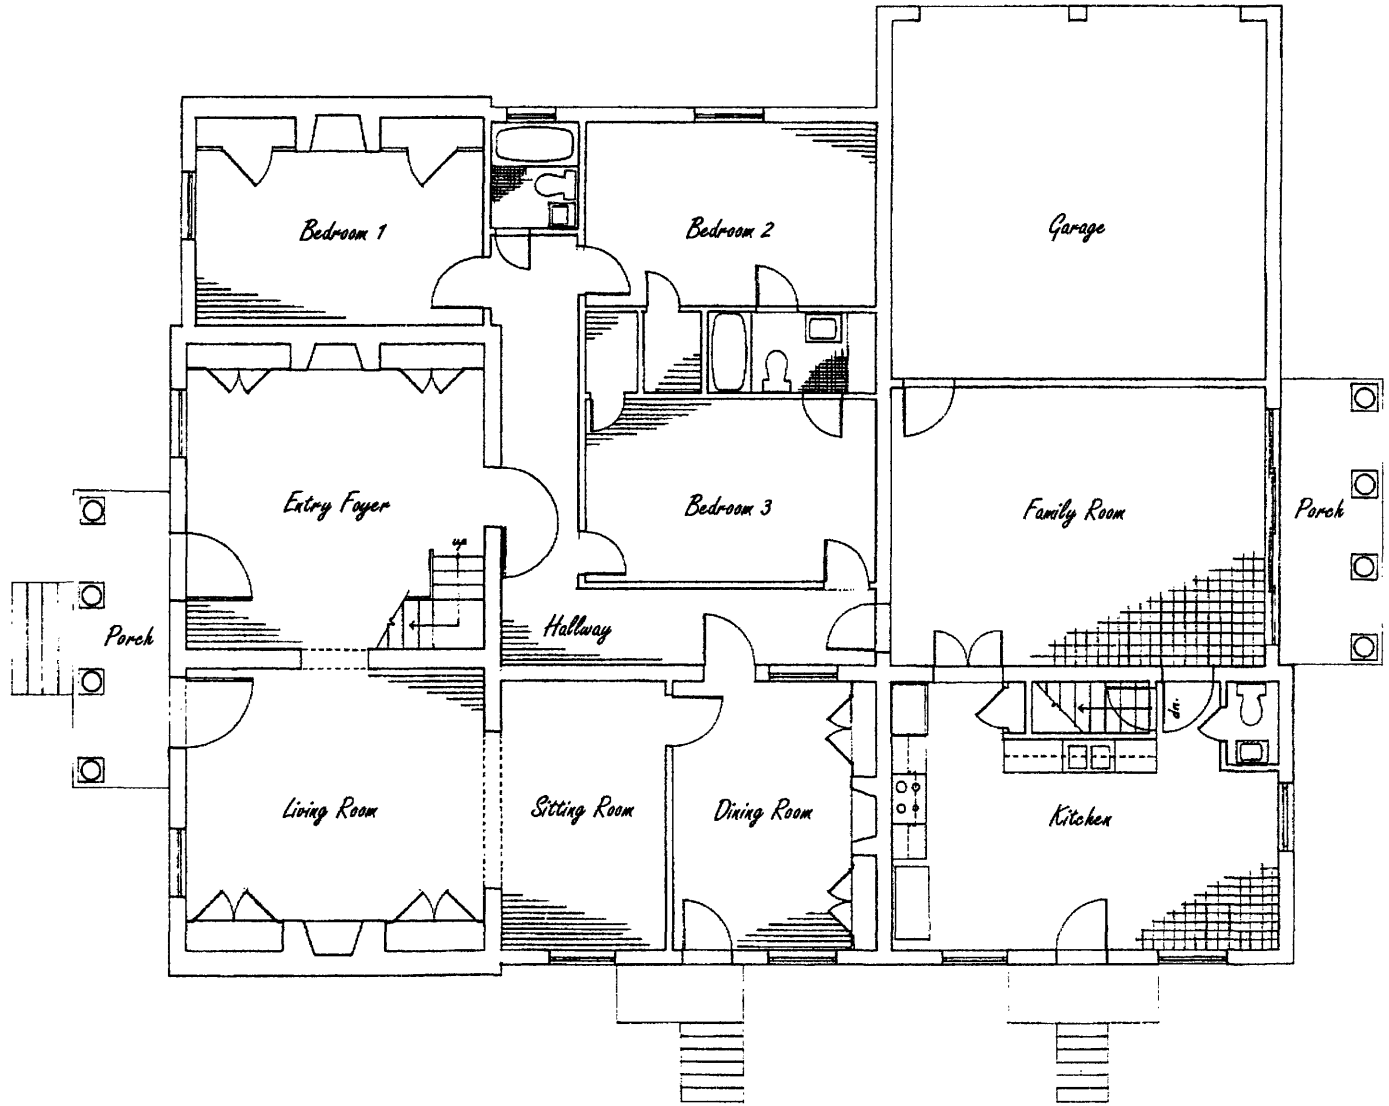 Bedroom 1
Bedroom 2
Garage
Entry Foyer
Bedroom 3
Family Room
Porch
up
Hallway
Porch
dn.
Living Room
Sitting Room
Dining Room
Kitchen